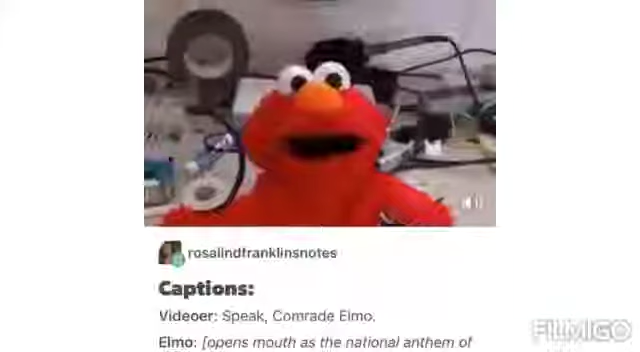 rosalindfranklinsnotes
Captions:
Videoer: Speak, Comrade Elmo.
Elmo: [opens mouth as the national anthem of
FILMIGO